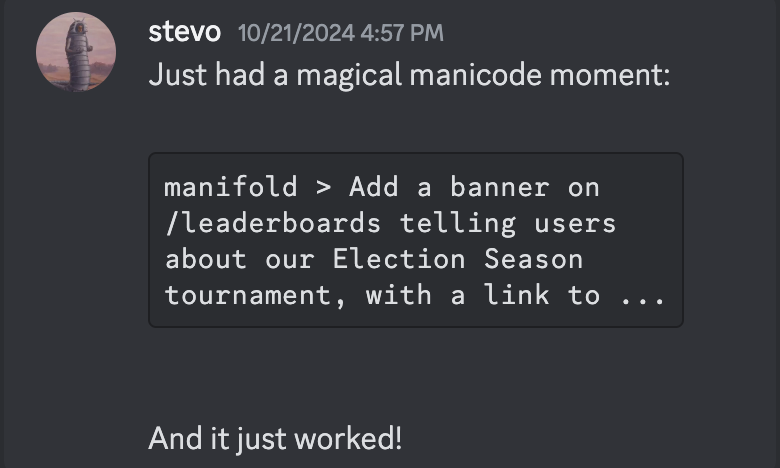 stevo 10/21/2024 4:57 PM
Just had a magical manicode moment:
manifold > Add a banner on
/leaderboards telling users
about our Election Season
tournament, with a link to ...
And it just worked!